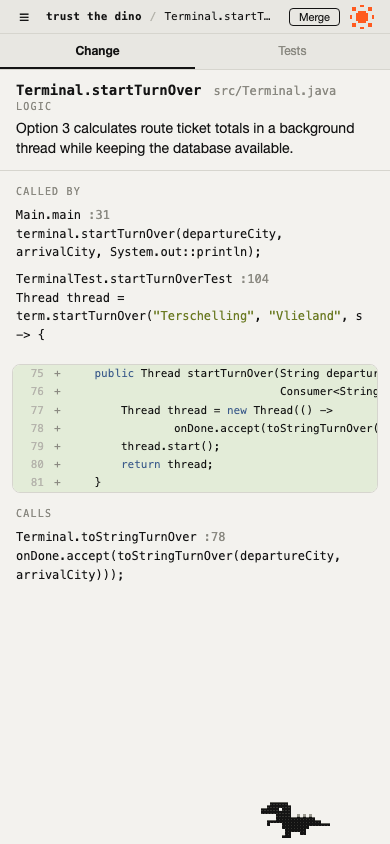 ≡ trust the dino / Terminal.startT… Merge
Change Tests
Terminal.startTurnOver src/Terminal.java
LOGIC
Option 3 calculates route ticket totals in a background
thread while keeping the database available.
CALLED BY
Main.main :31
terminal.startTurnOver(departureCity,
arrivalCity, System.out::println);
TerminalTest.startTurnOverTest :104
Thread thread =
term.startTurnOver("Terschelling", "Vlieland", s
-> {
75 + public Thread startTurnOver(String departur
76 + Consumer<String
77 + Thread thread = new Thread(() ->
78 + onDone.accept(toStringTurnOver(
79 + thread.start();
80 + return thread;
81 + }
CALLS
Terminal.toStringTurnOver :78
onDone.accept(toStringTurnOver(departureCity,
arrivalCity)));